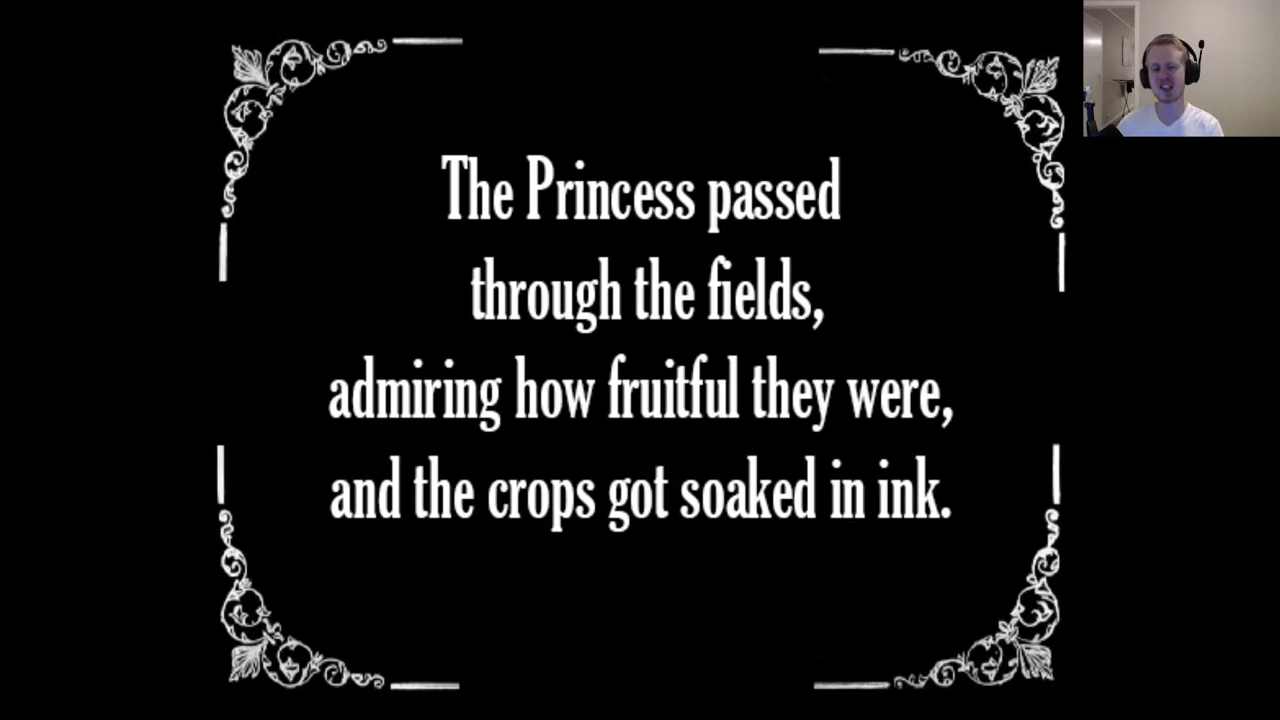 The Princess passed
through the fields,
admiring how fruitful they were,
and the crops got soaked in ink.